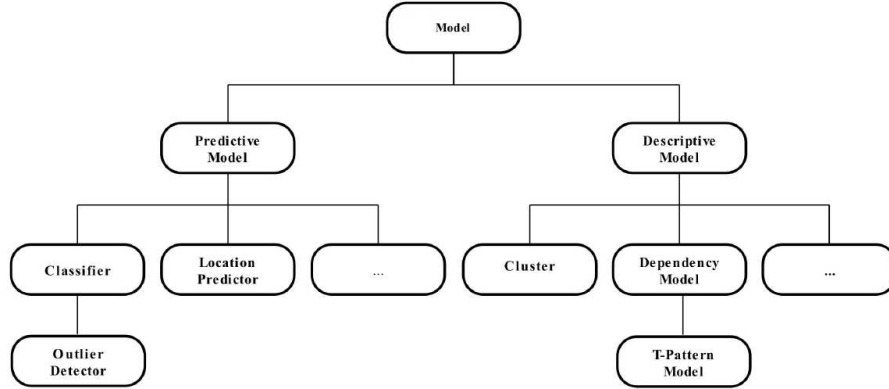 Model
Predictive
Model
Descriptive
Model
Classifier
Location
Predictor
...
Cluster
Dependency
Model
...
Outlier
Detector
T-Pattern
Model